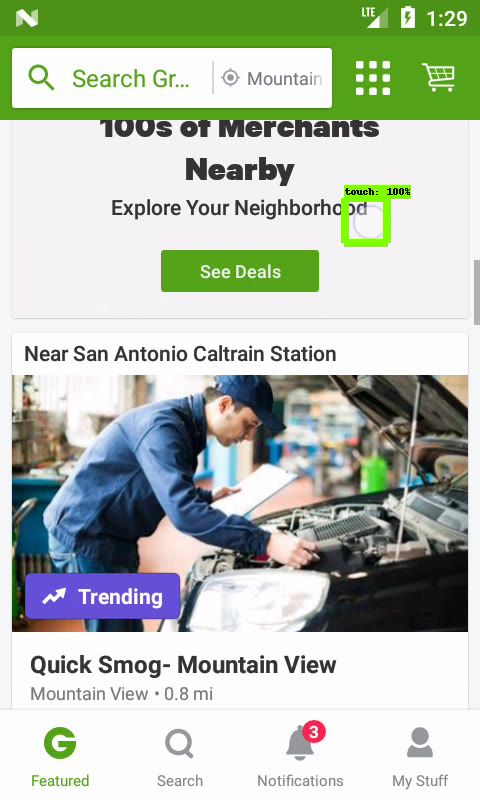 LTE 1:29
Search Gr... Mountain
100s of Merchants
Nearby
touch: 100%
Explore Your Neighborhood
See Deals
Near San Antonio Caltrain Station
Trending
Quick Smog- Mountain View
Mountain View • 0.8 mi
G 3
Featured Search Notifications My Stuff